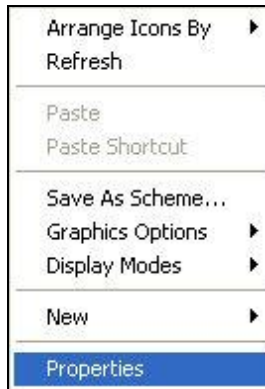 Arrange Icons By
Refresh
Paste
Paste Shortcut
Save As Scheme...
Graphics Options
Display Modes
New
Properties